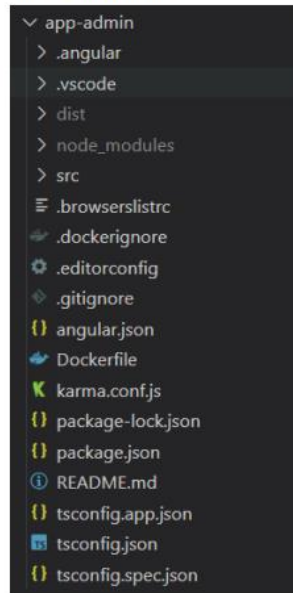 app-admin
.angular
.vscode
dist
node_modules
src
.browserslistrc
.dockerignore
.editorconfig
.gitignore
angular.json
Dockerfile
karma.conf.js
package-lock.json
package.json
README.md
tsconfig.app.json
tsconfig.json
tsconfig.spec.json